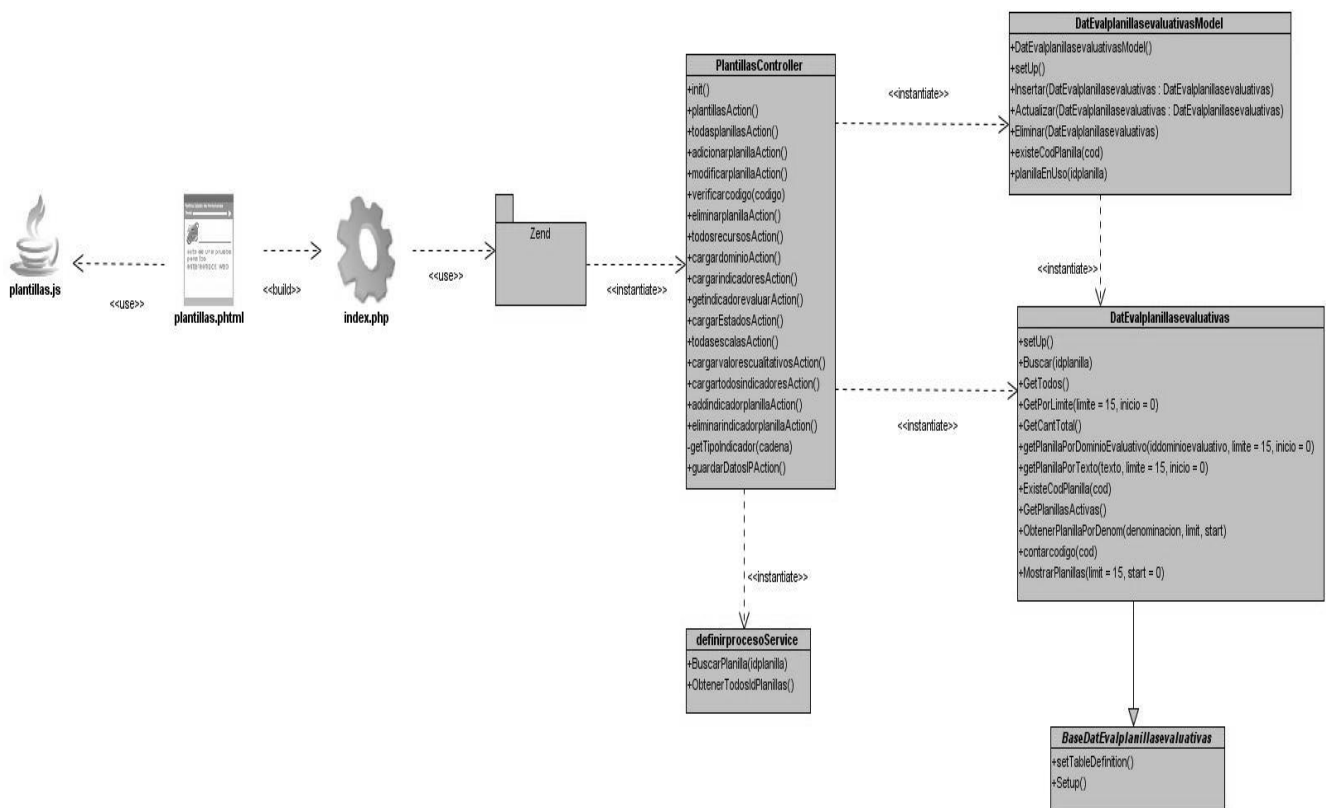 plantillas.js
<<use>>
plantillas.phtml
<<build>>
index.php
<<use>>
Zend
<<instantiate>>
PlantillasController
+init()
+plantillasAction()
+todasplanillasAction()
+adicionarplanillaAction()
+modificarplanillaAction()
+verificarcodigo(codigo)
+eliminarplanillaAction()
+todosrecursosAction()
+cargardominioAction()
+cargarindicadoresAction()
+getindicadorevaluarAction()
+cargarEstadosAction()
+todasescalasAction()
+cargarvalorescualitativosAction()
+cargartodosindicadoresAction()
+addindicadorplanillaAction()
+eliminarindicadorplanillaAction()
-getTipoIndicador(cadena)
+guardarDatosIPAction()
<<instantiate>>
definirprocesoService
+BuscarPlanilla(idplanilla)
+ObtenerTodosIdPlanillas()
<<instantiate>>
DatEvalplanillasevaluativasModel
+DatEvalplanillasevaluativasModel()
+setUp()
+Insertar(DatEvalplanillasevaluativas : DatEvalplanillasevaluativas)
+Actualizar(DatEvalplanillasevaluativas : DatEvalplanillasevaluativas)
+Eliminar(DatEvalplanillasevaluativas)
+existeCodPlanilla(cod)
+planillaEnUso(idplanilla)
<<instantiate>>
<<instantiate>>
DatEvalplanillasevaluativas
+setUp()
+Buscar(idplanilla)
+GetTodos()
+GetPorLimite(limite = 15, inicio = 0)
+GetCantTotal()
+getPlanillaPorDominioEvaluativo(iddominioevaluativo, limite = 15, inicio = 0)
+getPlanillaPorTexto(texto, limite = 15, inicio = 0)
+ExisteCodPlanilla(cod)
+GetPlanillasActivas()
+ObtenerPlanillaPorDenom(denominacion, limit, start)
+contarcodigo(cod)
+MostrarPlanillas(limit = 15, start = 0)
BaseDatEvalplanillasevaluativas
+setTableDefinition()
+Setup()